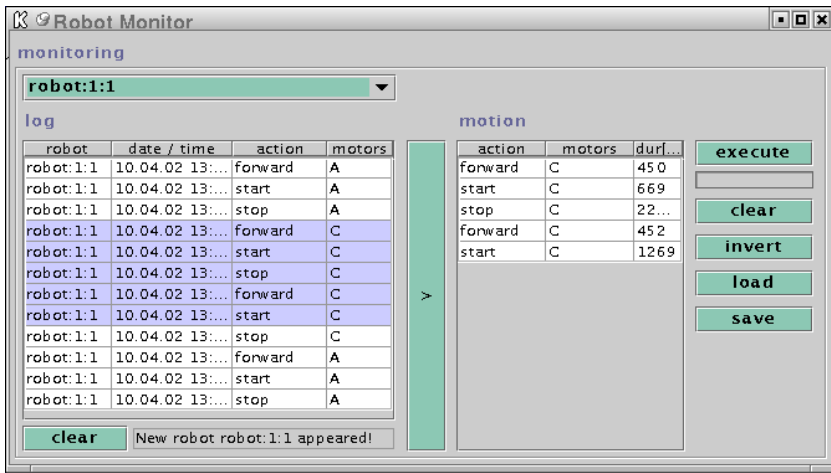 Robot Monitor
monitoring
robot:1:1
log
robot date / time action motors
robot:1:1 10.04.02 13:... forward A
robot:1:1 10.04.02 13:... start A
robot:1:1 10.04.02 13:... stop A
robot:1:1 10.04.02 13:... forward C
robot:1:1 10.04.02 13:... start C
robot:1:1 10.04.02 13:... stop C
robot:1:1 10.04.02 13:... forward C
robot:1:1 10.04.02 13:... start C
robot:1:1 10.04.02 13:... stop C
robot:1:1 10.04.02 13:... forward A
robot:1:1 10.04.02 13:... start A
robot:1:1 10.04.02 13:... stop A
clear New robot robot:1:1 appeared!
>
motion
action motors dur[...
forward C 450
start C 669
stop C 22...
forward C 452
start C 1269
execute
clear
invert
load
save